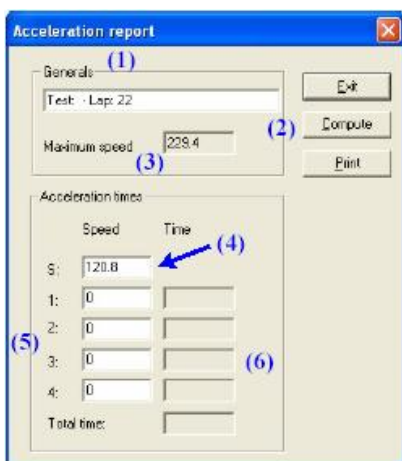 Acceleration report
(1)
Generals
Test: - Lap: 22
Exit
(2) Compute
Maximum speed 229.4
(3)
Print
Acceleration times
Speed Time
(4)
S: 120.8
1: 0
2: 0
(5) 3: 0 (6)
4: 0
Total time: